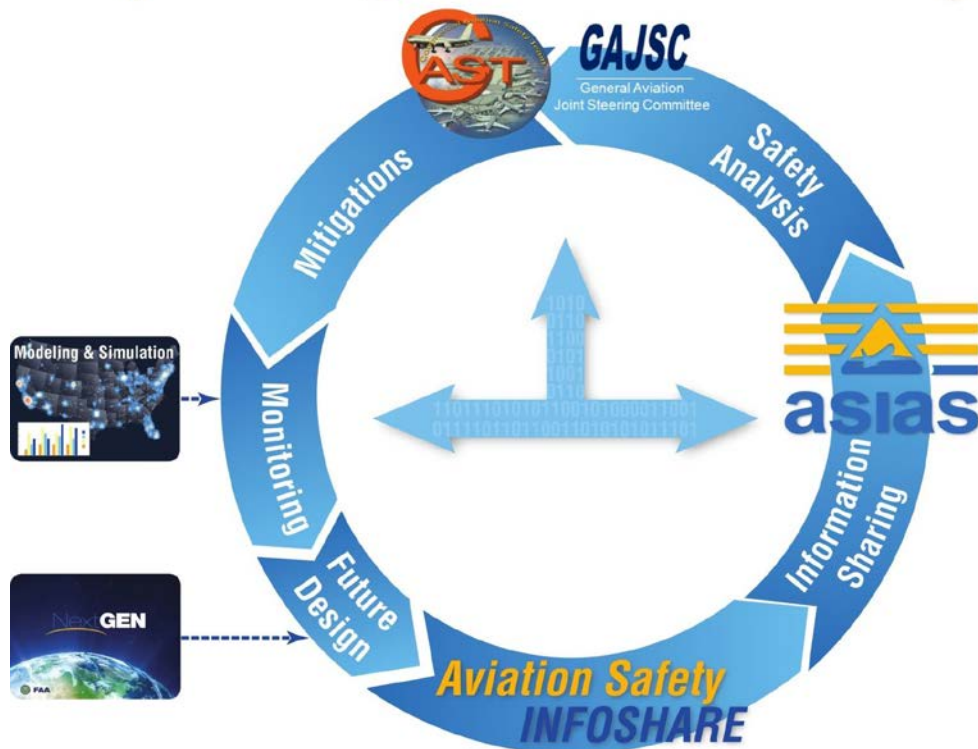 CAST
GAJSC
General Aviation
Joint Steering Committee
Safety
Analysis
Mitigations
Modeling & Simulation
Monitoring
asias
Information
Sharing
Future
Design
NextGEN
FAA
Aviation Safety
INFOSHARE
1010